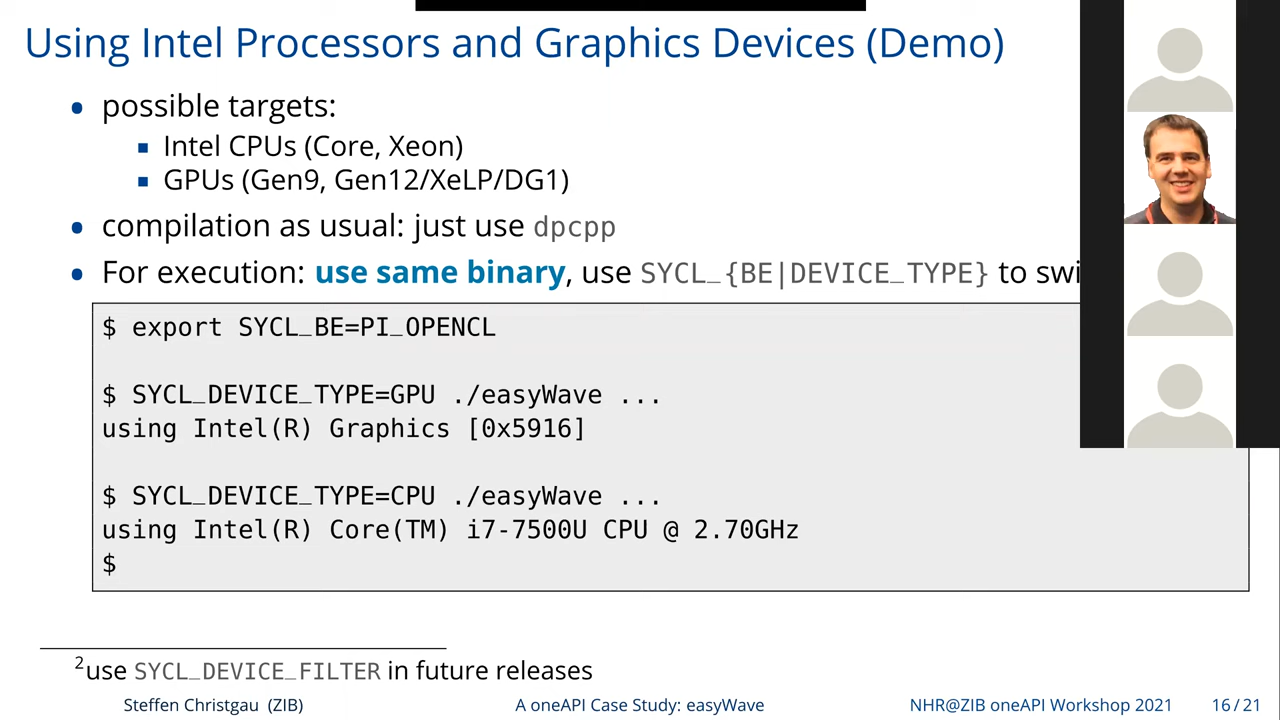 Using Intel Processors and Graphics Devices (Demo)
• possible targets:
▪ Intel CPUs (Core, Xeon)
▪ GPUs (Gen9, Gen12/XeLP/DG1)
• compilation as usual: just use dpcpp
• For execution: use same binary, use SYCL_{BE|DEVICE_TYPE} to swi
$ export SYCL_BE=PI_OPENCL
$ SYCL_DEVICE_TYPE=GPU ./easyWave ...
using Intel(R) Graphics [0x5916]
$ SYCL_DEVICE_TYPE=CPU ./easyWave ...
using Intel(R) Core(TM) i7-7500U CPU @ 2.70GHz
$
2use SYCL_DEVICE_FILTER in future releases
Steffen Christgau (ZIB) A oneAPI Case Study: easyWave NHR@ZIB oneAPI Workshop 2021 16/21